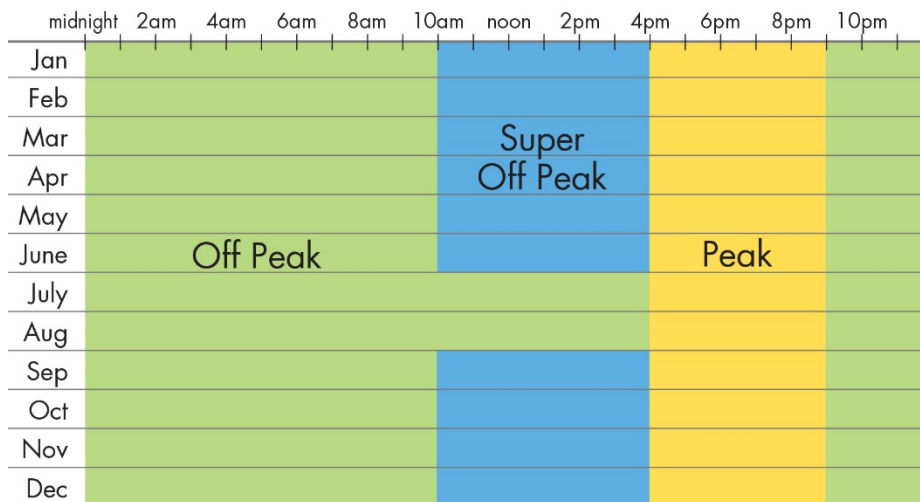 midnight 2am 4am 6am 8am 10am noon 2pm 4pm 6pm 8pm 10pm
Jan
Feb
Mar Super
Apr Off Peak
May
June Off Peak Peak
July
Aug
Sep
Oct
Nov
Dec